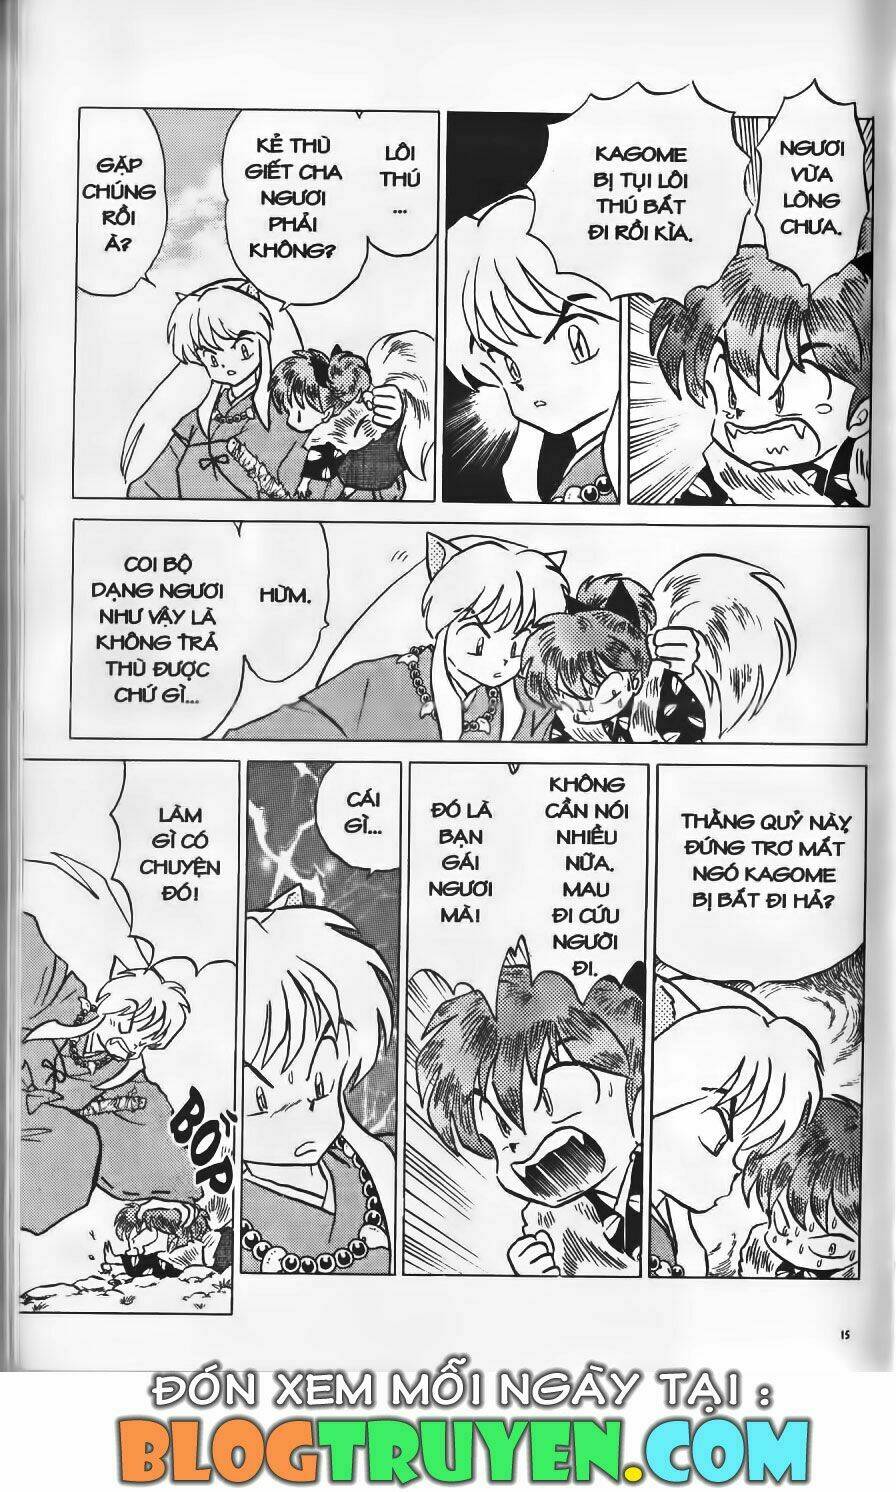 NGƯƠI
VỪA
LÒNG
CHƯA.
KAGOME
BỊ TỤI LÔI
THÚ BẮT
ĐI RỒI KÌA.
LÔI
THÚ
...
KẺ THÙ
GIẾT CHA
NGƯƠI
PHẢI
KHÔNG?
GẶP
CHÚNG
RỒI
À?
HỪM.
COI BỘ
DẠNG NGƯƠI
NHƯ VẬY LÀ
KHÔNG TRẢ
THÙ ĐƯỢC
CHỨ GÌ...
THẰNG QUỶ NÀY,
ĐỨNG TRƠ MẮT
NGÓ KAGOME
BỊ BẮT ĐI HẢ?
KHÔNG
CẦN NÓI
NHIỀU
NỮA.
MAU
ĐI CỨU
NGƯỜI
ĐI.
ĐÓ LÀ
BẠN
GÁI
NGƯƠI
MÀ!
CÁI
GÌ...
LÀM
GÌ CÓ
CHUYỆN
ĐÓ!
BỐP
15
ĐÓN XEM MỖI NGÀY TẠI :
BLOGTRUYEN.COM